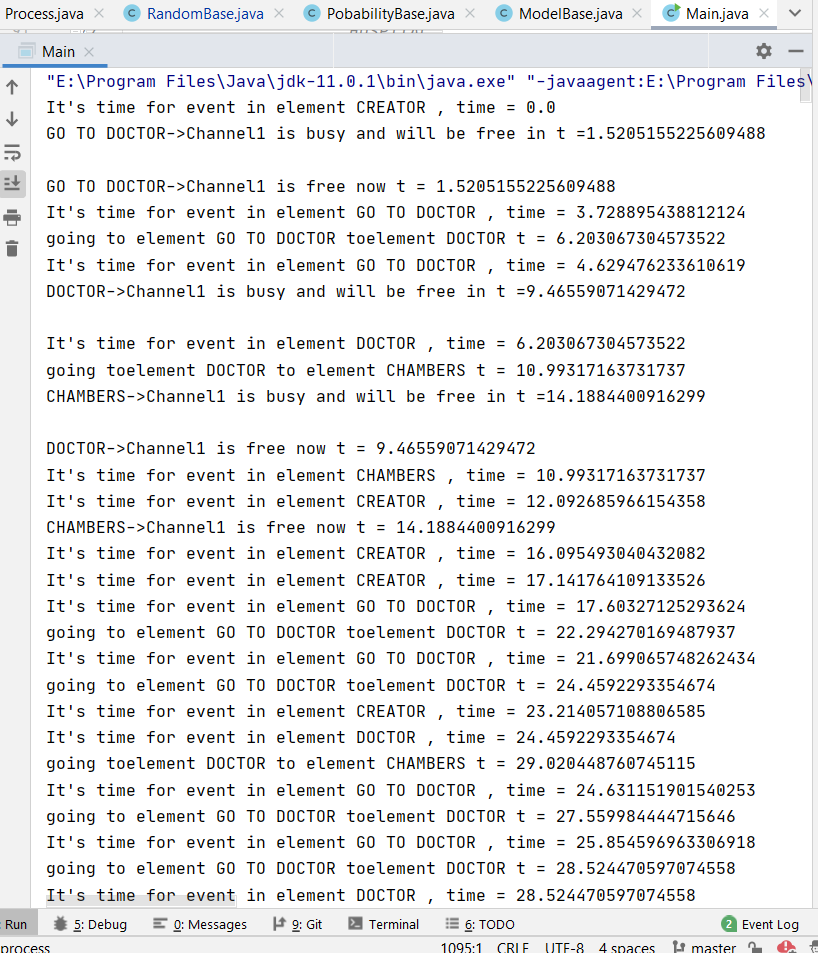 Process.java RandomBase.java PobabilityBase.java ModelBase.java Main.java
Main
"E:\Program Files\Java\jdk-11.0.1\bin\java.exe" "-javaagent:E:\Program Files\
It's time for event in element CREATOR , time = 0.0
GO TO DOCTOR->Channel1 is busy and will be free in t =1.5205155225609488
GO TO DOCTOR->Channel1 is free now t = 1.5205155225609488
It's time for event in element GO TO DOCTOR , time = 3.728895438812124
going to element GO TO DOCTOR toelement DOCTOR t = 6.203067304573522
It's time for event in element GO TO DOCTOR , time = 4.629476233610619
DOCTOR->Channel1 is busy and will be free in t =9.46559071429472
It's time for event in element DOCTOR , time = 6.203067304573522
going toelement DOCTOR to element CHAMBERS t = 10.99317163731737
CHAMBERS->Channel1 is busy and will be free in t =14.1884400916299
DOCTOR->Channel1 is free now t = 9.46559071429472
It's time for event in element CHAMBERS , time = 10.99317163731737
It's time for event in element CREATOR , time = 12.092685966154358
CHAMBERS->Channel1 is free now t = 14.1884400916299
It's time for event in element CREATOR , time = 16.095493040432082
It's time for event in element CREATOR , time = 17.141764109133526
It's time for event in element GO TO DOCTOR , time = 17.60327125293624
going to element GO TO DOCTOR toelement DOCTOR t = 22.294270169487937
It's time for event in element GO TO DOCTOR , time = 21.699065748262434
going to element GO TO DOCTOR toelement DOCTOR t = 24.4592293354674
It's time for event in element CREATOR , time = 23.214057108806585
It's time for event in element DOCTOR , time = 24.4592293354674
going toelement DOCTOR to element CHAMBERS t = 29.020448760745115
It's time for event in element GO TO DOCTOR , time = 24.631151901540253
going to element GO TO DOCTOR toelement DOCTOR t = 27.559984444715646
It's time for event in element GO TO DOCTOR , time = 25.854596963306918
going to element GO TO DOCTOR toelement DOCTOR t = 28.524470597074558
It's time for event in element DOCTOR , time = 28.524470597074558
Run 5: Debug 0: Messages 9: Git Terminal 6: TODO 2 Event Log
process 1095:1 CRLF UTF-8 4 spaces master